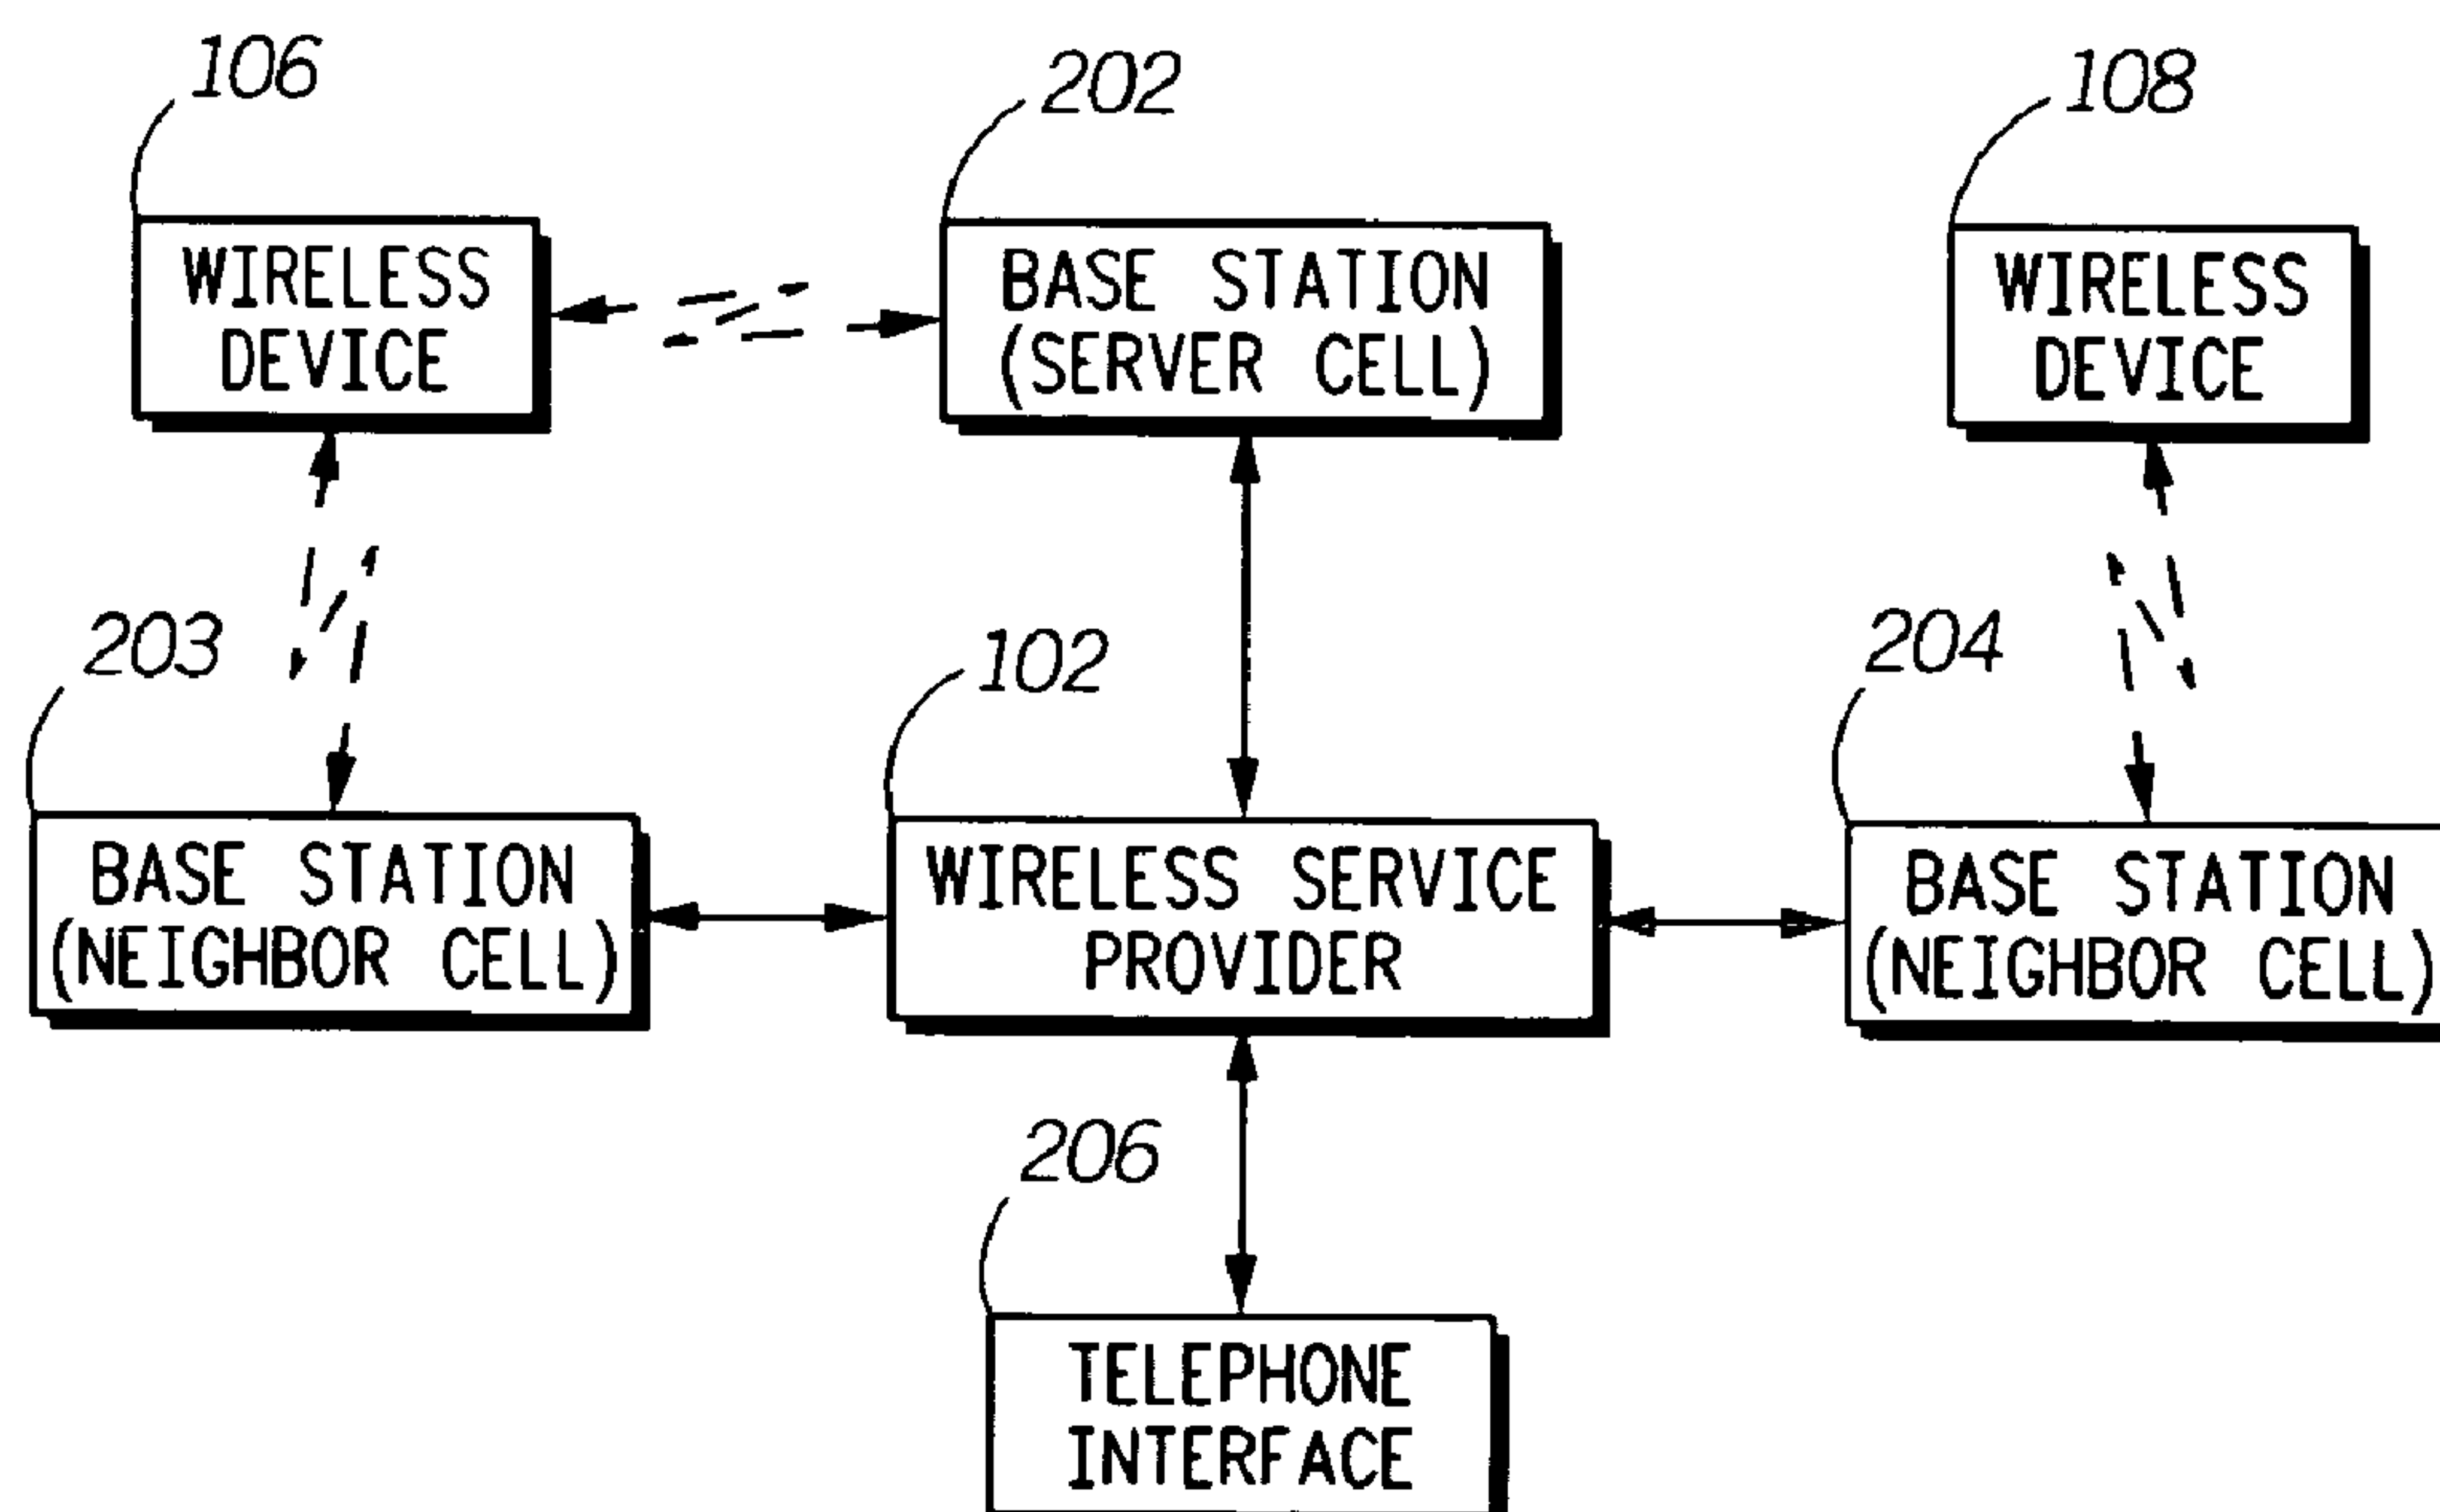 106
202
108
WIRELESS
DEVICE
BASE STATION
(SERVER CELL)
WIRELESS
DEVICE
203
102
204
BASE STATION
(NEIGHBOR CELL)
WIRELESS SERVICE
PROVIDER
BASE STATION
(NEIGHBOR CELL)
206
TELEPHONE
INTERFACE